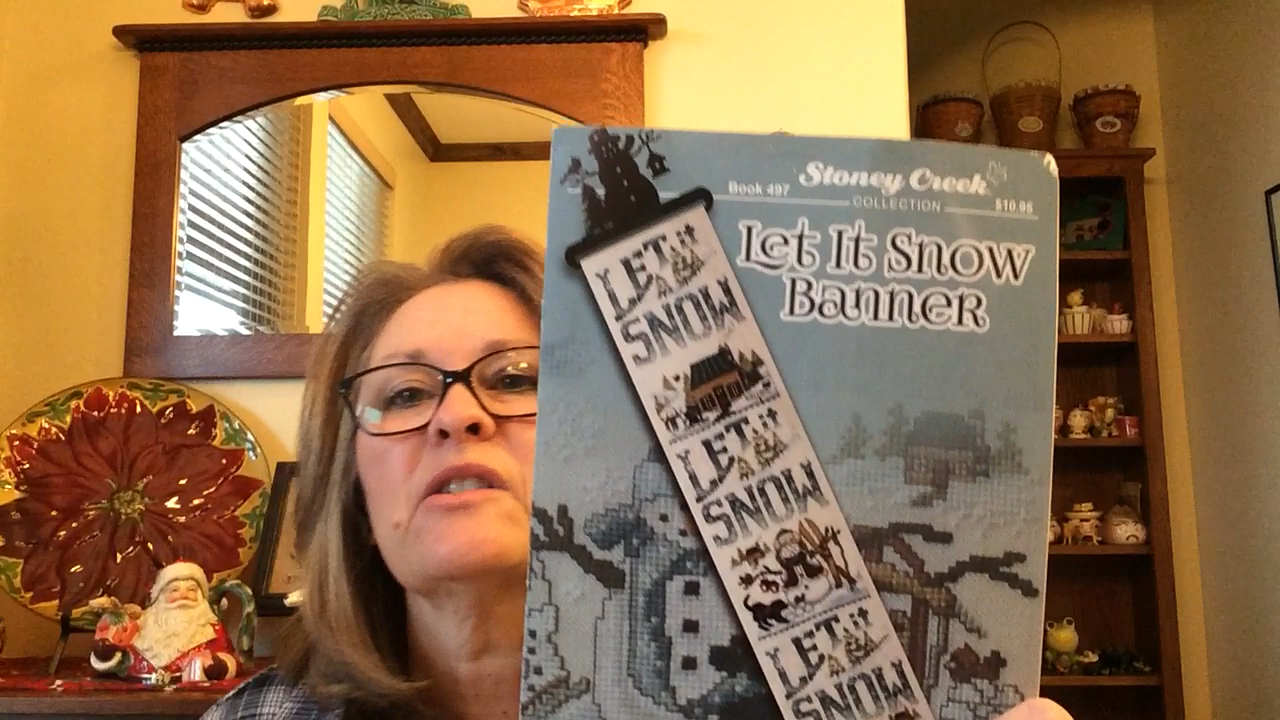 Stoney Creek
Book 497
COLLECTION
$10.95
Let It Snow
Banner
LET it
SNOW
LET it
SNOW
LET it
SNOW